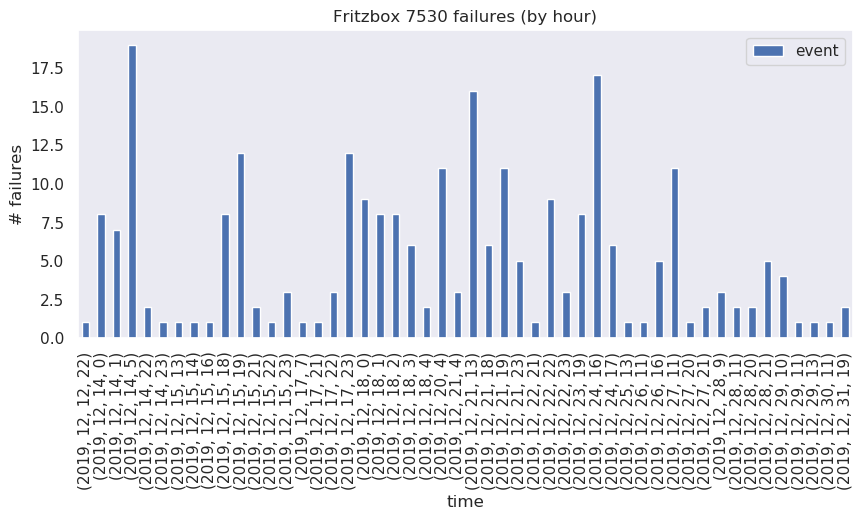 Fritzbox 7530 failures (by hour)
event
# failures
17.5
15.0
12.5
10.0
7.5
5.0
2.5
0.0
(2019, 12, 12, 22)
(2019, 12, 14, 0)
(2019, 12, 14, 1)
(2019, 12, 14, 5)
(2019, 12, 14, 22)
(2019, 12, 14, 23)
(2019, 12, 15, 13)
(2019, 12, 15, 14)
(2019, 12, 15, 16)
(2019, 12, 15, 18)
(2019, 12, 15, 19)
(2019, 12, 15, 21)
(2019, 12, 15, 22)
(2019, 12, 15, 23)
(2019, 12, 17, 7)
(2019, 12, 17, 21)
(2019, 12, 17, 22)
(2019, 12, 17, 23)
(2019, 12, 18, 0)
(2019, 12, 18, 1)
(2019, 12, 18, 2)
(2019, 12, 18, 3)
(2019, 12, 18, 4)
(2019, 12, 20, 4)
(2019, 12, 21, 4)
(2019, 12, 21, 13)
(2019, 12, 21, 18)
(2019, 12, 21, 19)
(2019, 12, 21, 23)
(2019, 12, 22, 21)
(2019, 12, 22, 22)
(2019, 12, 22, 23)
(2019, 12, 23, 19)
(2019, 12, 24, 16)
(2019, 12, 24, 17)
(2019, 12, 25, 13)
(2019, 12, 26, 11)
(2019, 12, 26, 16)
(2019, 12, 27, 11)
(2019, 12, 27, 20)
(2019, 12, 27, 21)
(2019, 12, 28, 9)
(2019, 12, 28, 11)
(2019, 12, 28, 20)
(2019, 12, 28, 21)
(2019, 12, 29, 10)
(2019, 12, 29, 11)
(2019, 12, 29, 13)
(2019, 12, 30, 11)
(2019, 12, 31, 19)
time